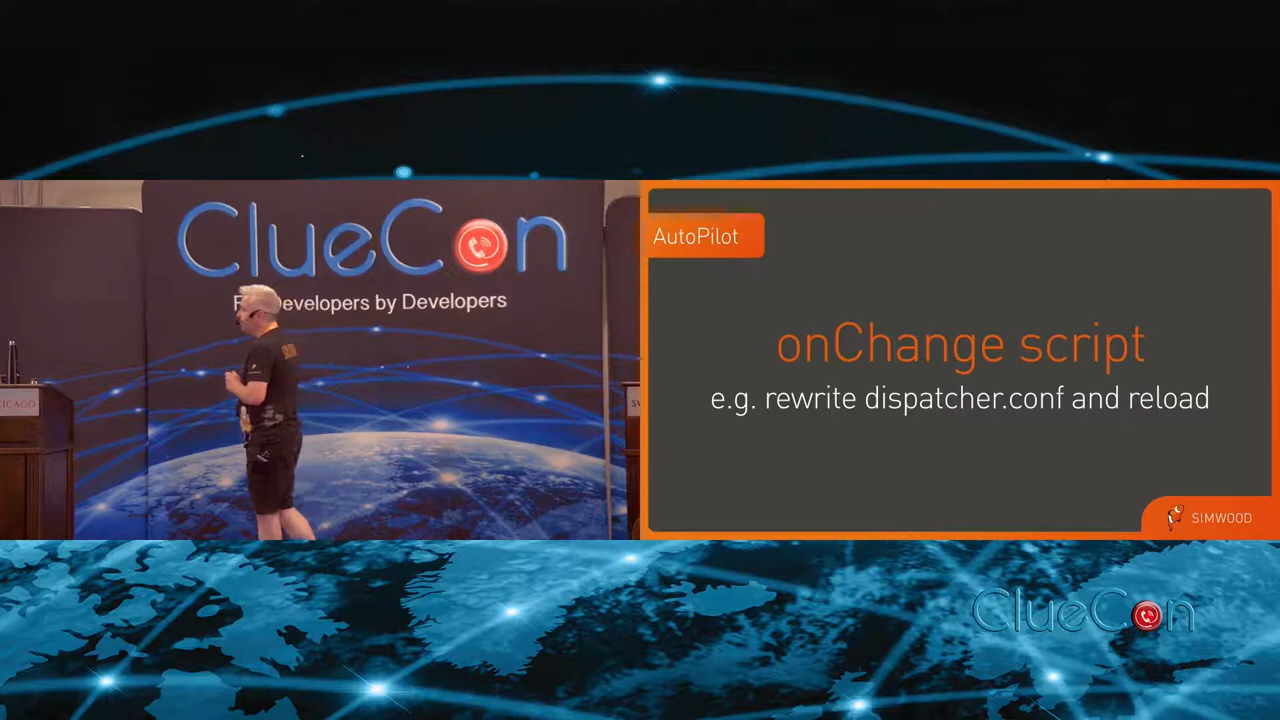 ClueCon
Developers by Developers
AutoPilot
onChange script
e.g. rewrite dispatcher.conf and reload
SIMWOOD
ClueCon